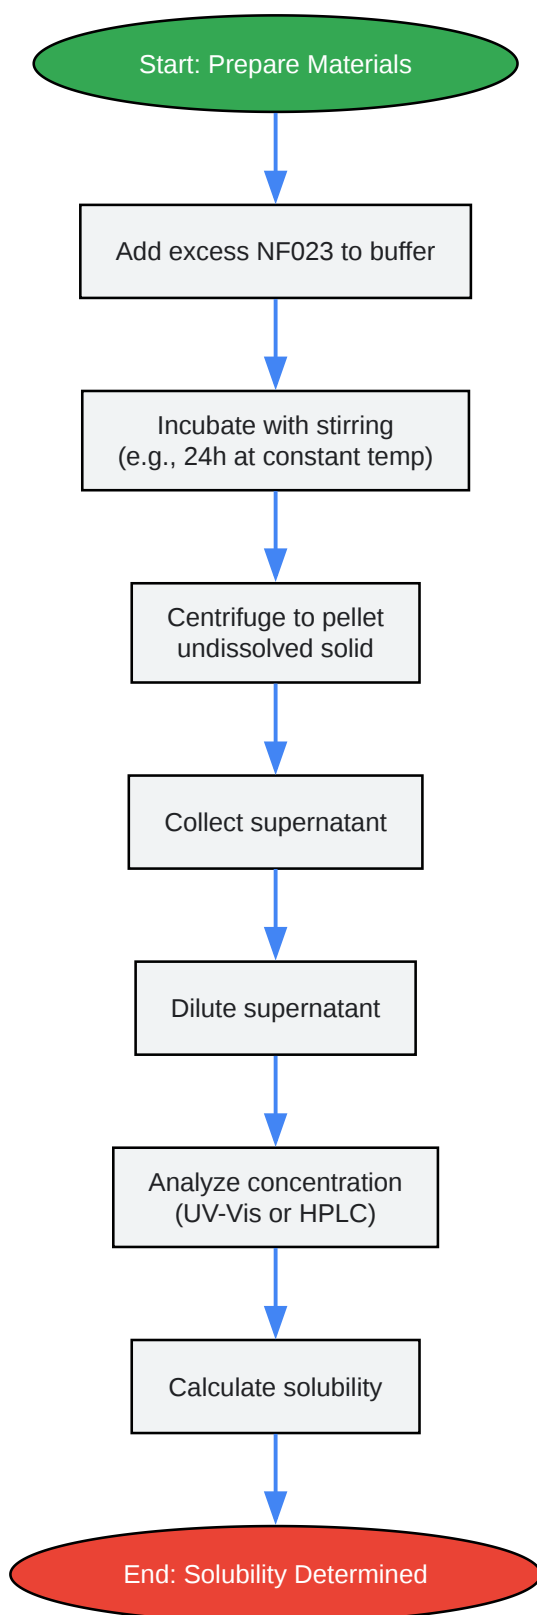 Start: Prepare Materials
Add excess NF023 to buffer
Incubate with stirring
(e.g., 24h at constant temp)
Centrifuge to pellet
undissolved solid
Collect supernatant
Dilute supernatant
Analyze concentration
(UV-Vis or HPLC)
Calculate solubility
End: Solubility Determined